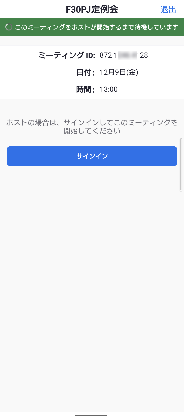 F30PJ定例会
退出
このミーティングをホストが開始するまで待機しています
ミーティング ID: 872 1 28
日付: 12月9日(金)
時間: 13:00
ホストの場合は、サインインしてこのミーティングを
開始してください
サインイン